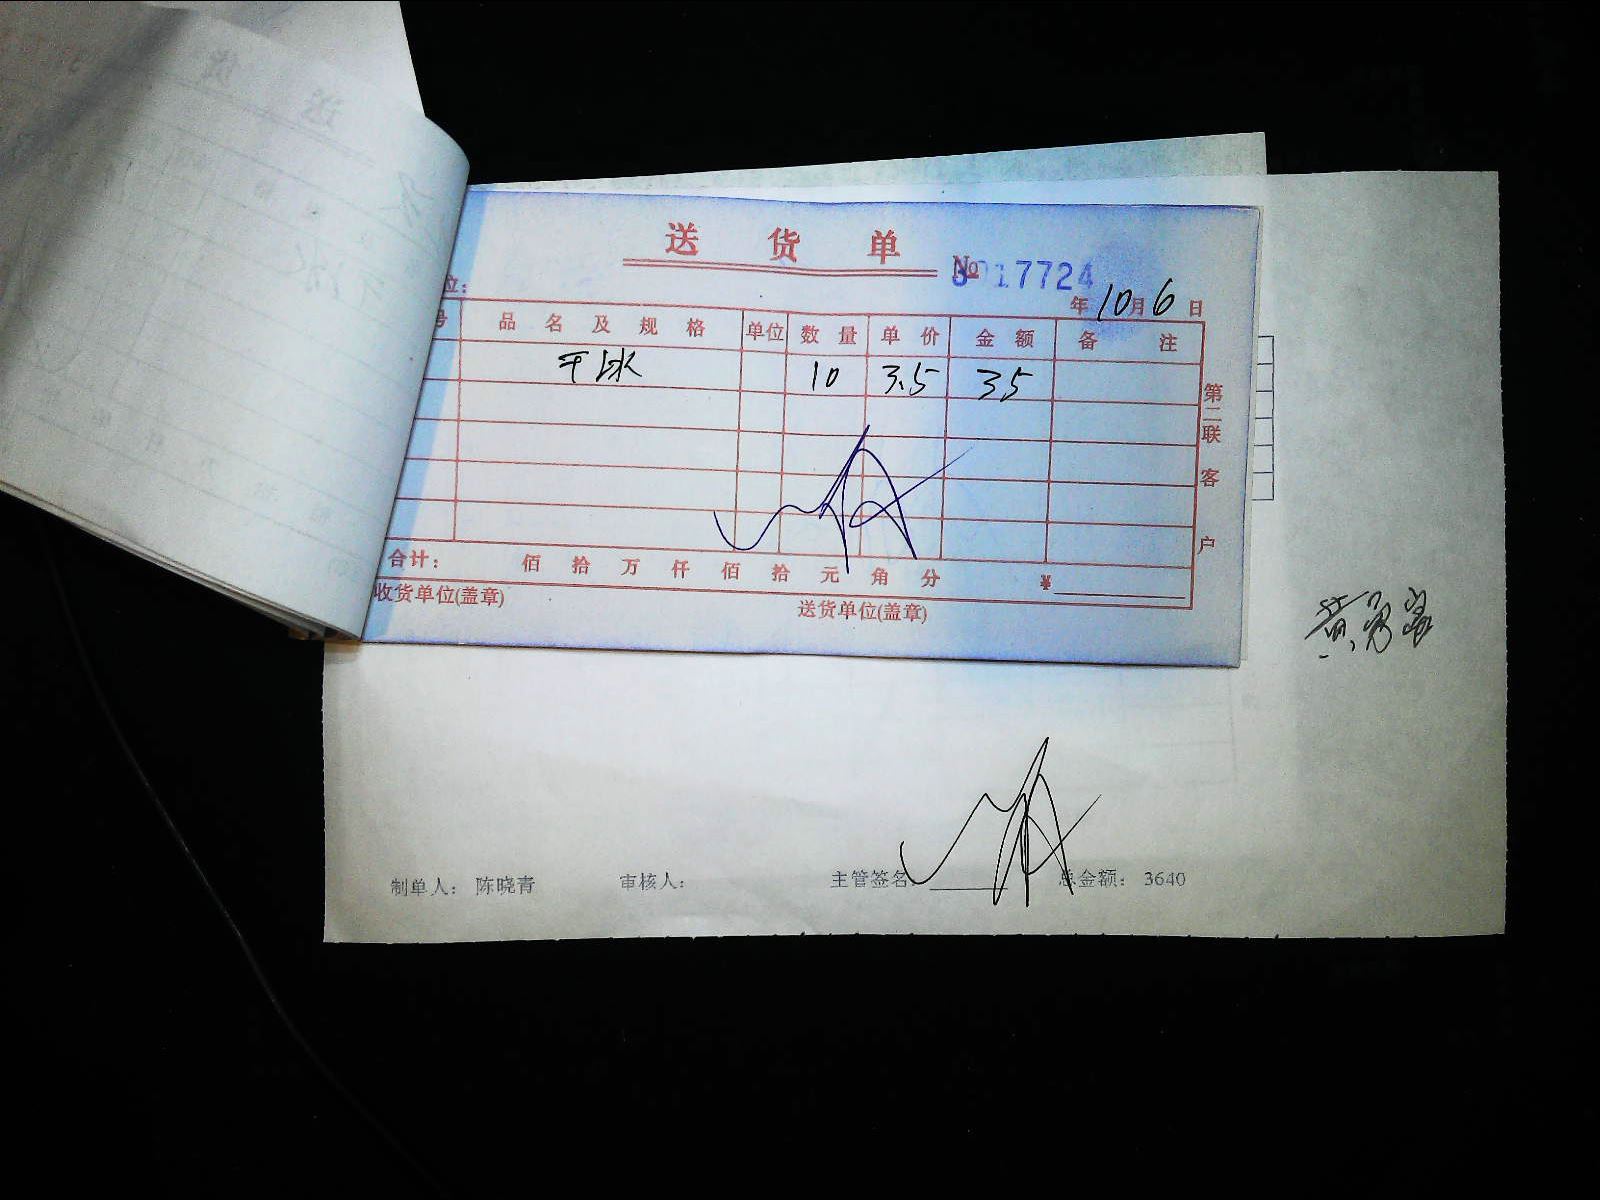 送货单
№ 3017724
位：
年10月6日
号 品名及规格 单位 数量 单价 金额 备注
干冰 10 3.5 35
第二联 客户
合计： 佰 拾 万 仟 佰 拾 元 角 分 ¥
收货单位(盖章) 送货单位(盖章)
制单人： 陈晓青 审核人： 主管签名： 总金额： 3640